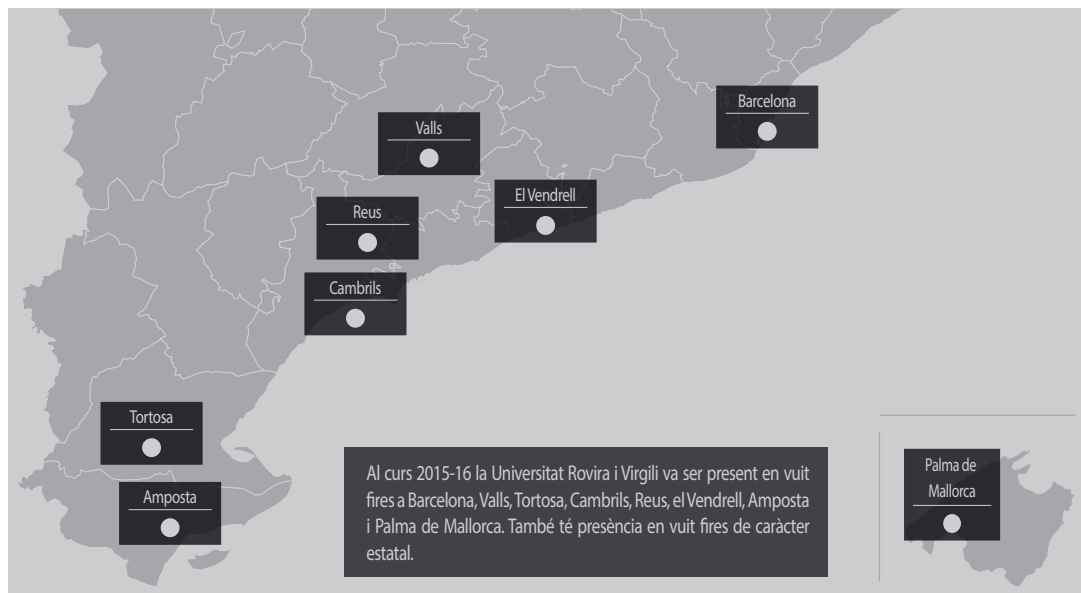 Barcelona
Valls
El Vendrell
Reus
Cambrils
Tortosa
Amposta
Palma de
Mallorca
Al curs 2015-16 la Universitat Rovira i Virgili va ser present en vuit
fires a Barcelona, Valls, Tortosa, Cambrils, Reus, el Vendrell, Amposta
i Palma de Mallorca. També té presència en vuit fires de caràcter
estatal.